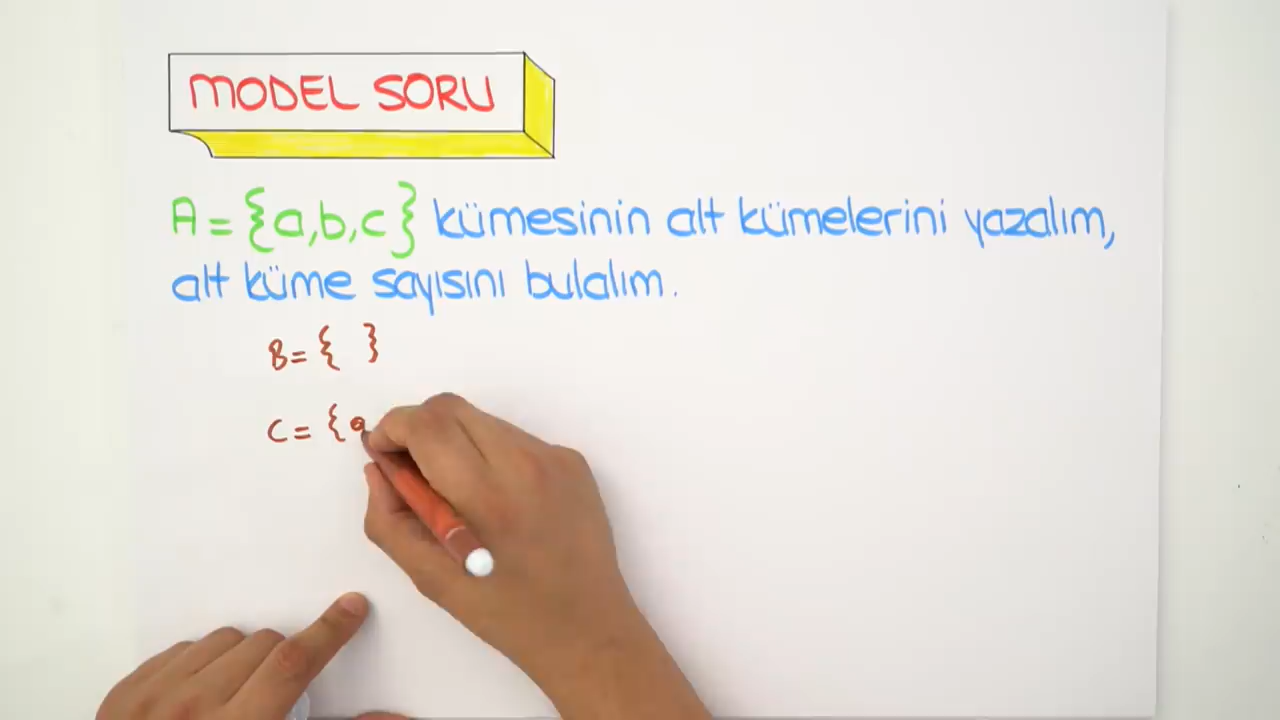 MODEL SORU
A = {a,b,c} kümesinin alt kümelerini yazalım,
alt küme sayısını bulalım.
B = { }
C = {a